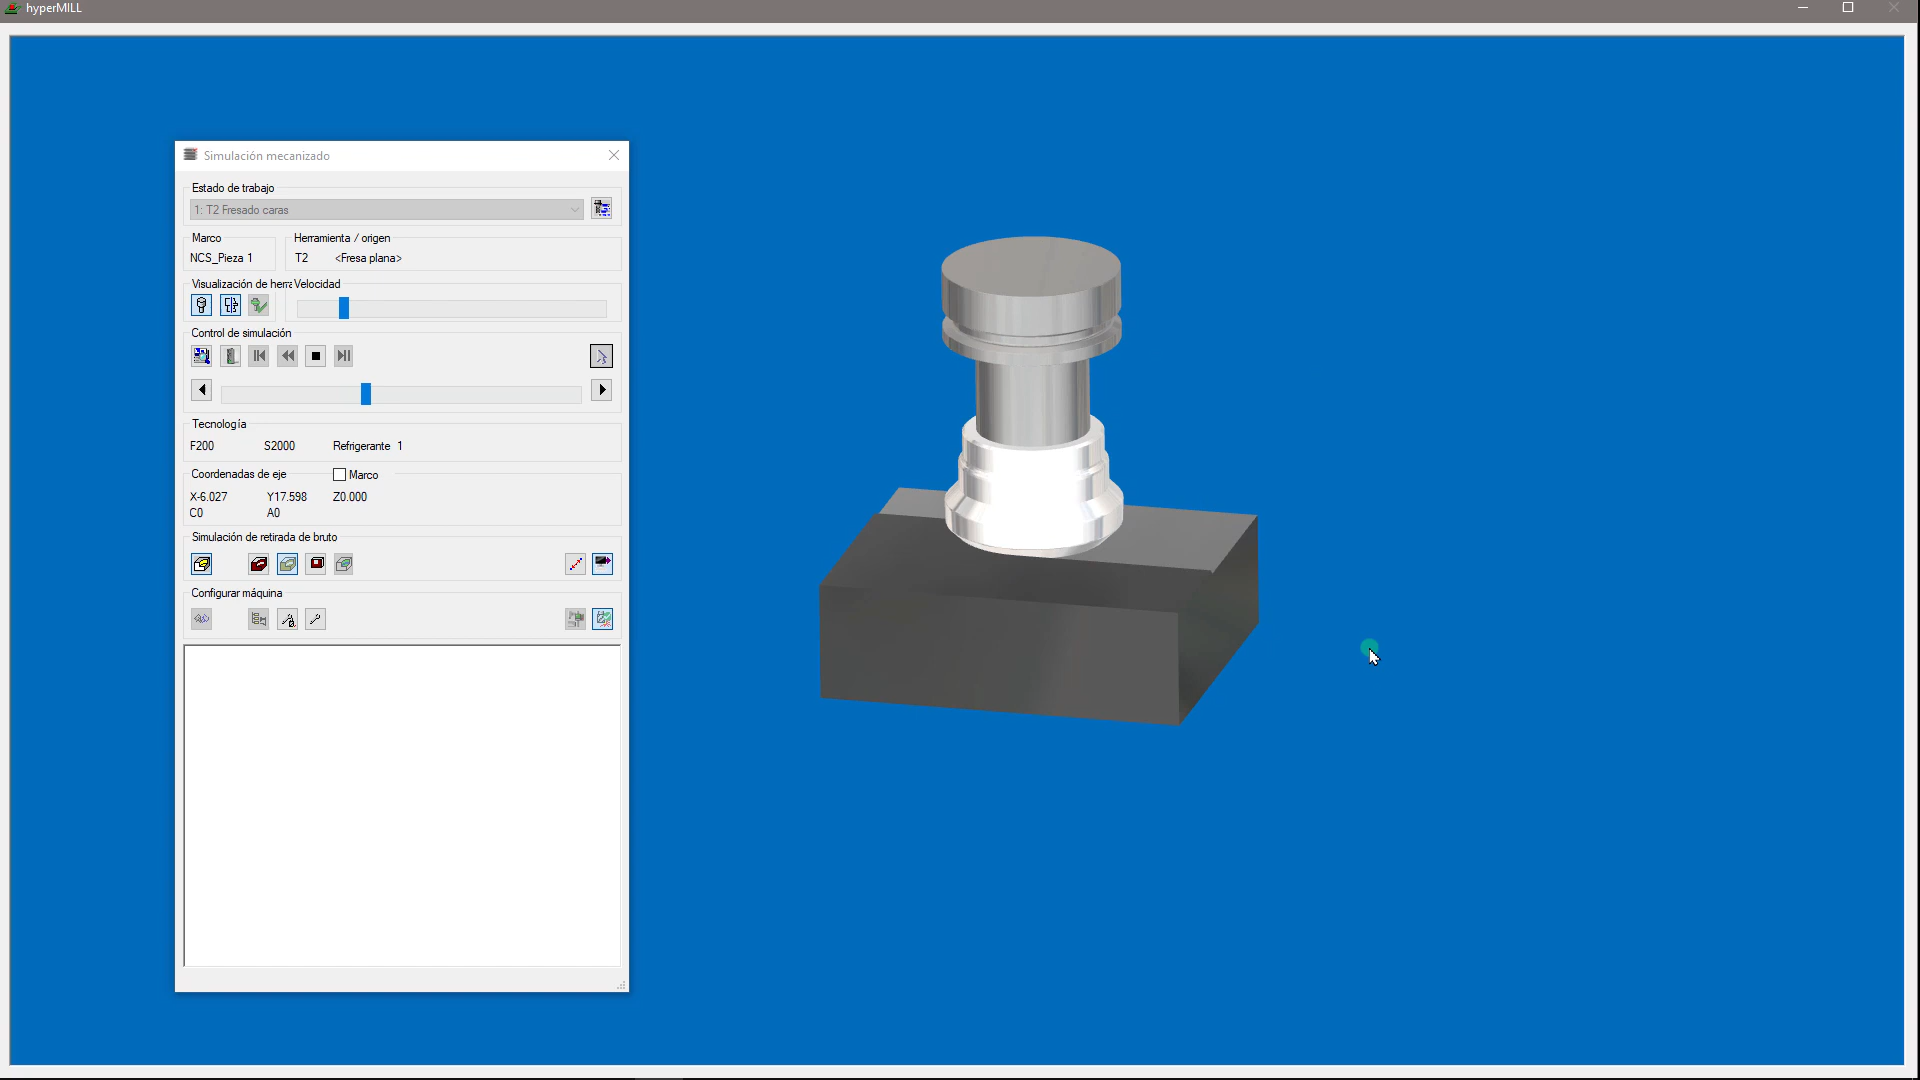 hyperMILL
Simulación mecanizado
Estado de trabajo
1: T2 Fresado caras
Marco
Herramienta / origen
NCS_Pieza 1
T2 <Fresa plana>
Visualización de herra
Velocidad
Control de simulación
Tecnología
F200 S2000 Refrigerante 1
Coordenadas de eje
Marco
X-6.027 Y17.598 Z0.000
C0 A0
Simulación de retirada de bruto
Configurar máquina